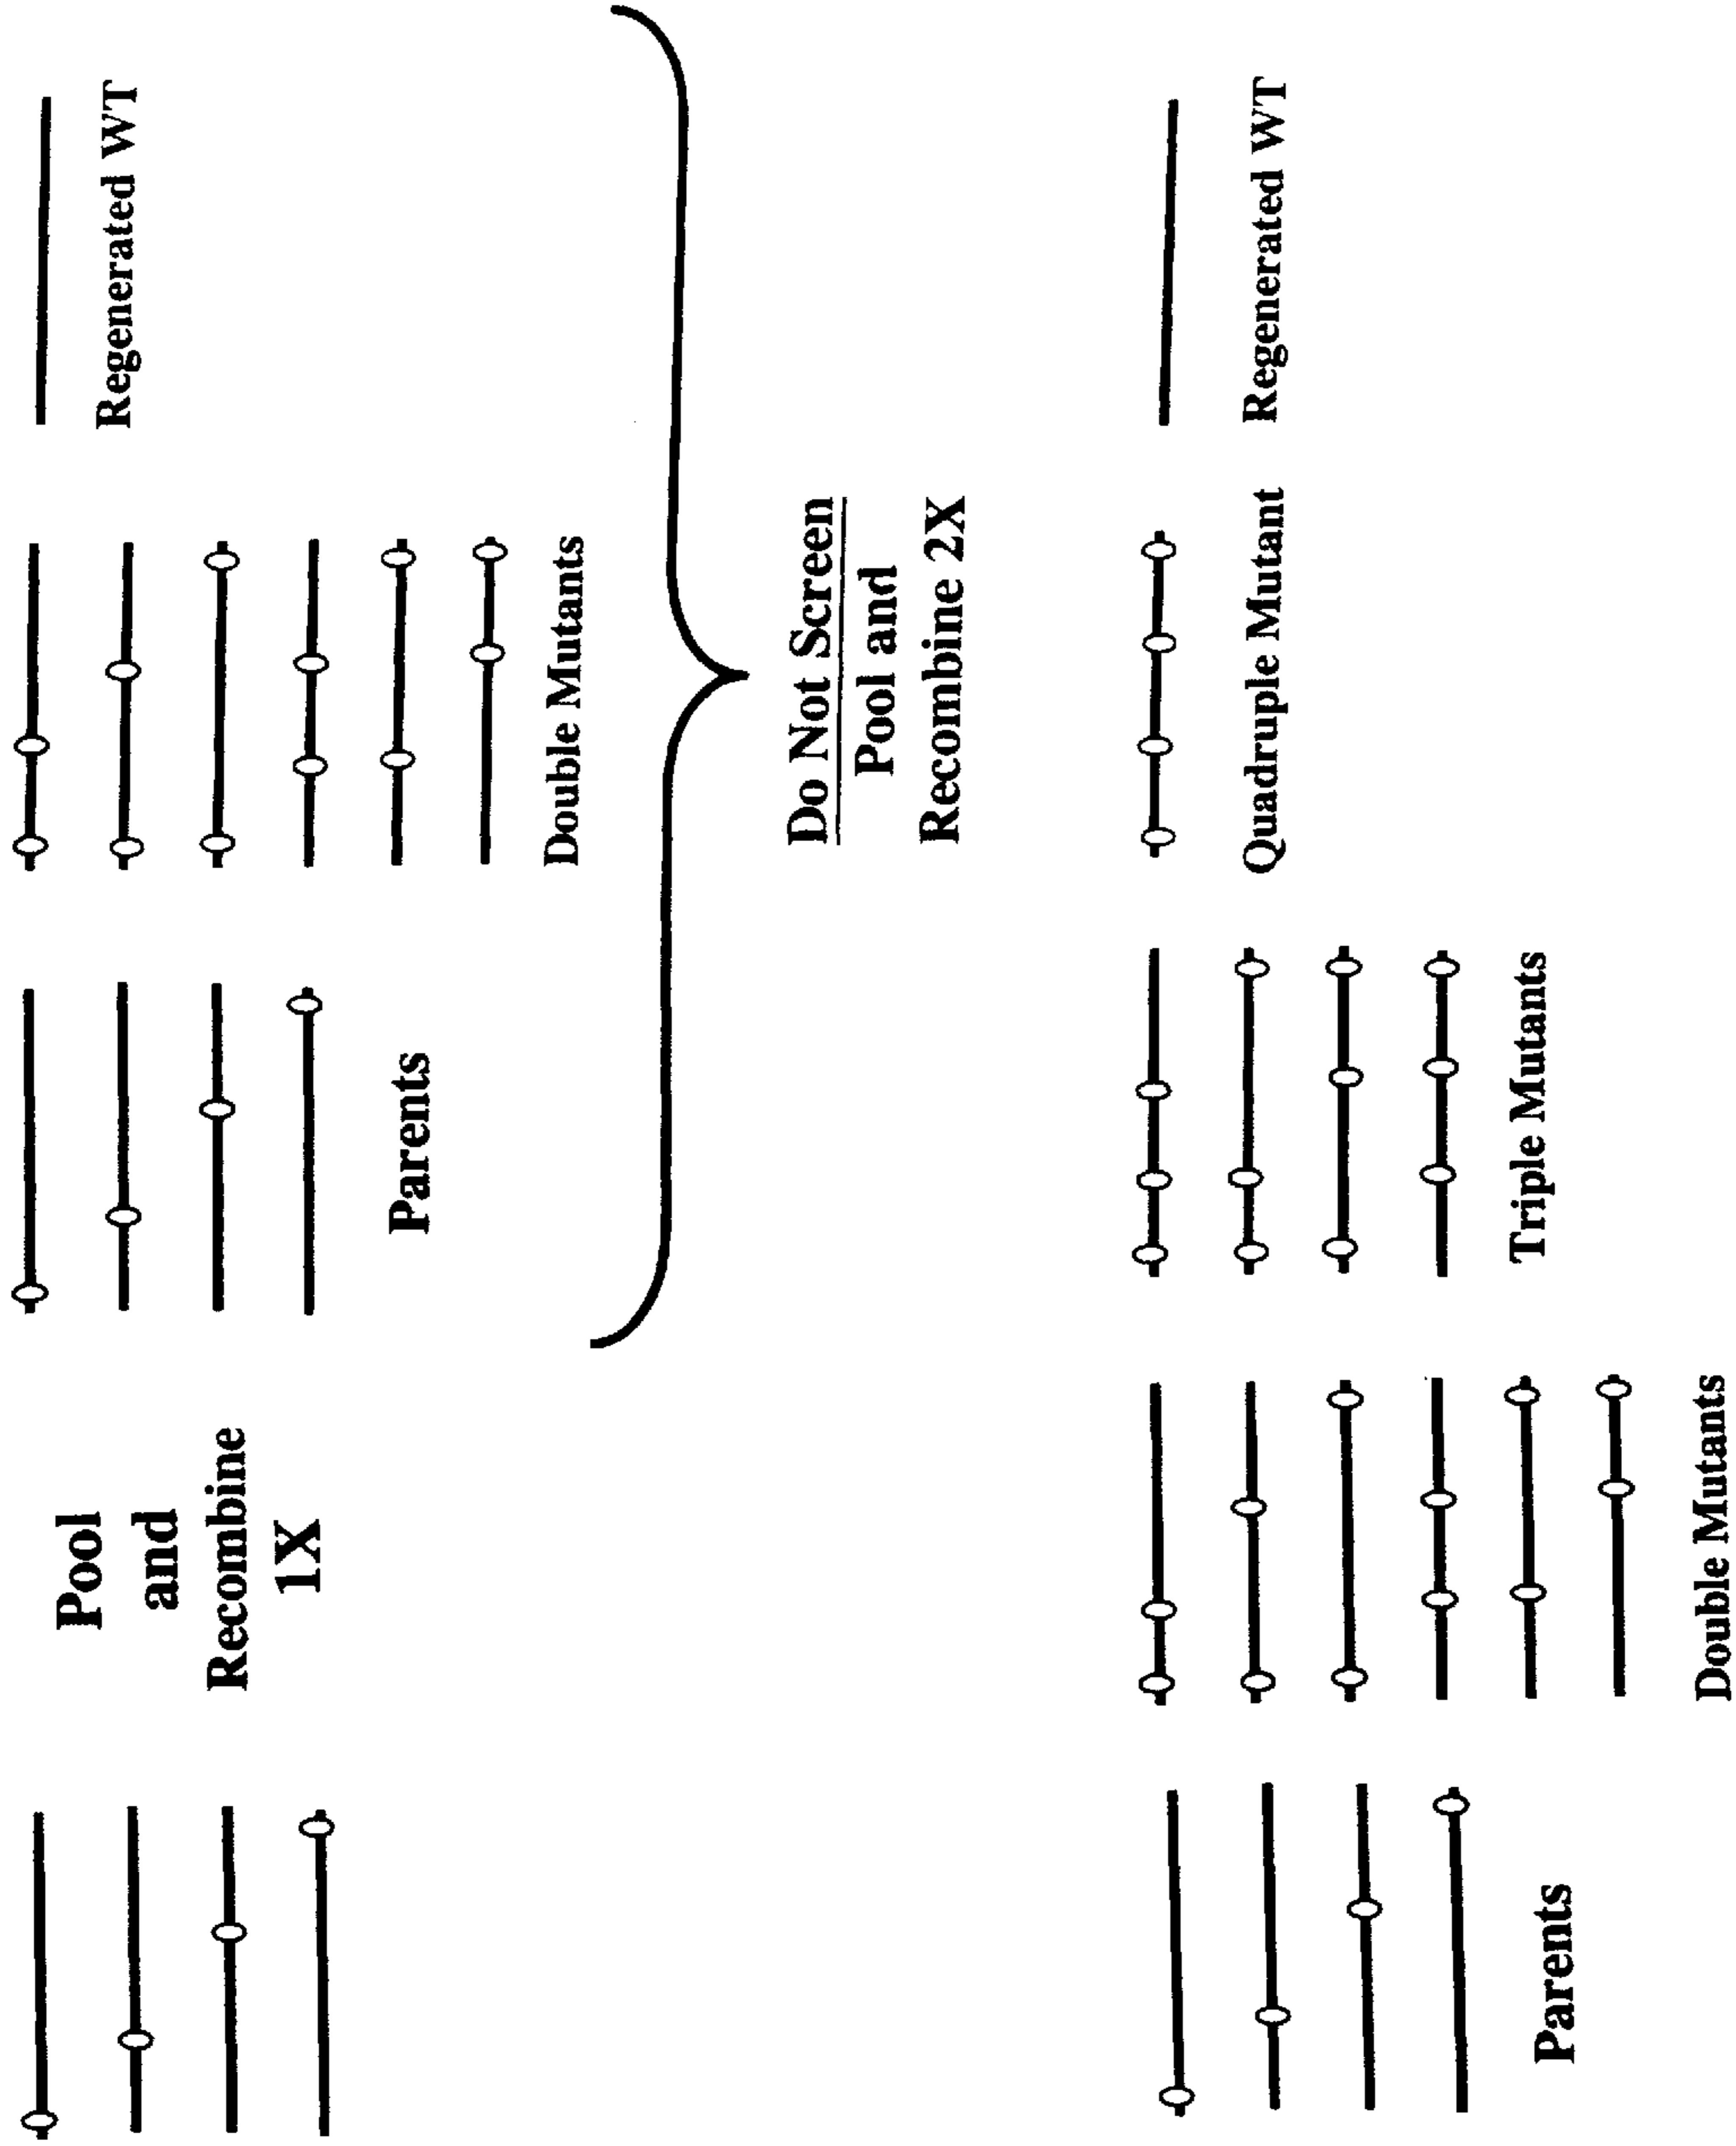 Pool
and
Recombine
1X
Parents
Double Mutants
Regenerated WT
Do Not Screen
Pool and
Recombine 2X
Parents
Double Mutants
Triple Mutants
Quadruple Mutant
Regenerated WT